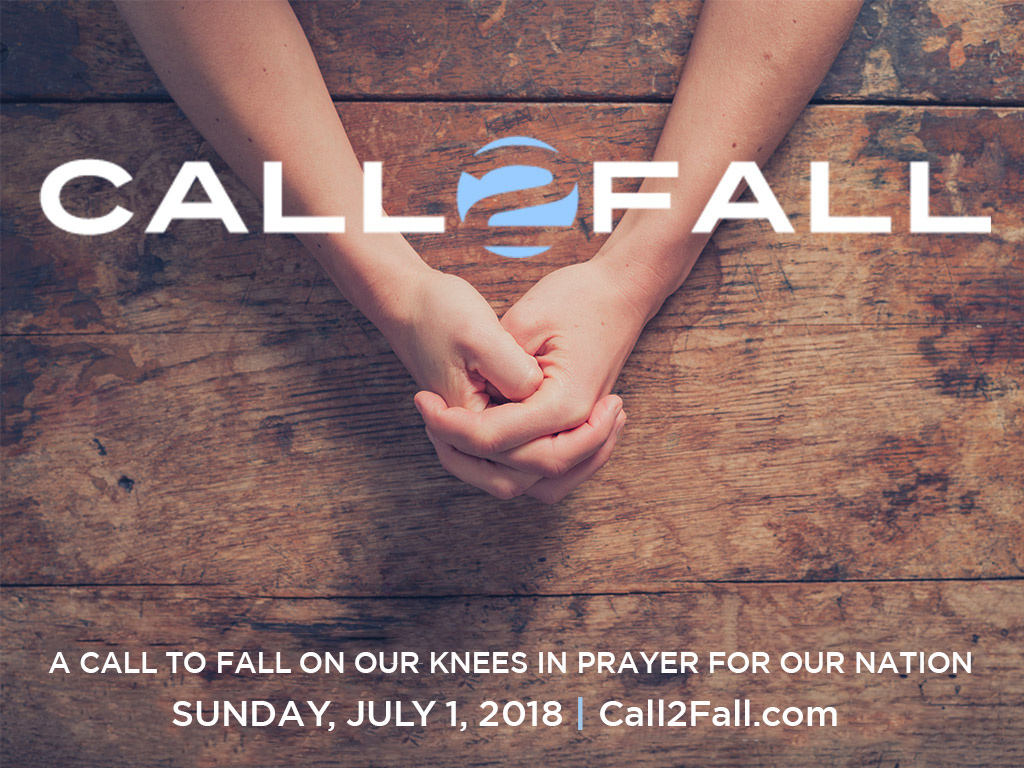 CALL2FALL
A CALL TO FALL ON OUR KNEES IN PRAYER FOR OUR NATION
SUNDAY, JULY 1, 2018 | Call2Fall.com